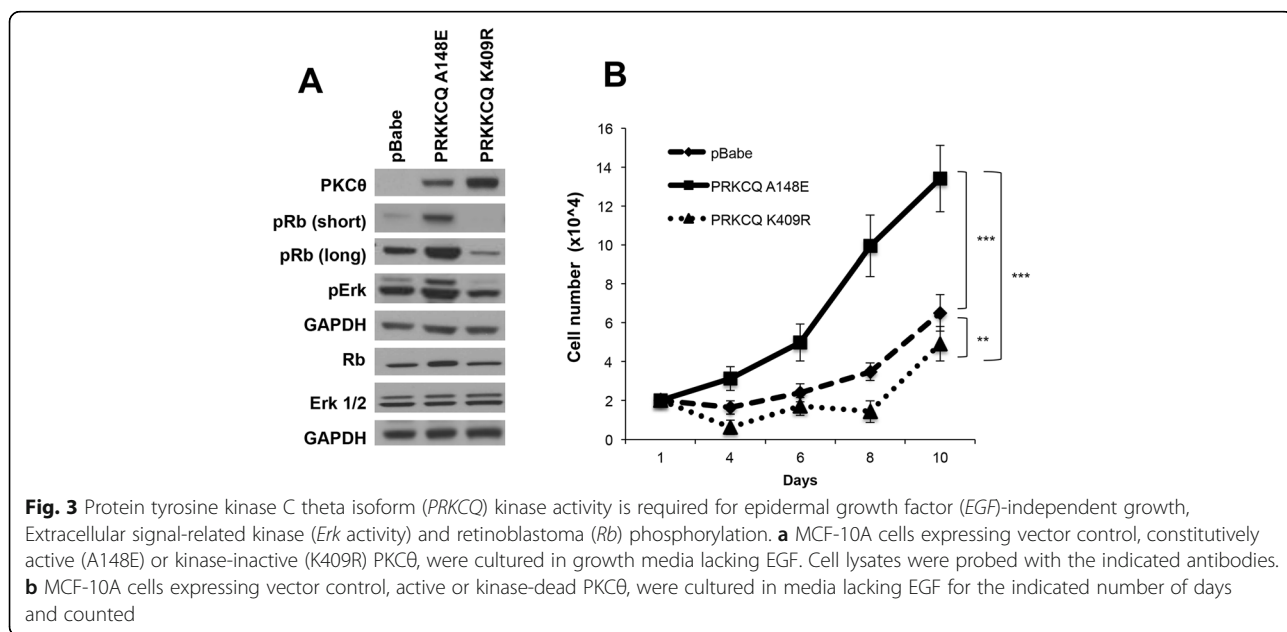 A
pBabe
PRKKCQ A148E
PRKKCQ K409R
PKCθ
pRb (short)
pRb (long)
pErk
GAPDH
Rb
Erk 1/2
GAPDH
B
16
14
12
10
8
6
4
2
0
Cell number (x10^4)
pBabe
PRKCQ A148E
PRKCQ K409R
***
***
**
1 4 6 8 10
Days
Fig. 3 Protein tyrosine kinase C theta isoform (PRKCQ) kinase activity is required for epidermal growth factor (EGF)-independent growth,
Extracellular signal-related kinase (Erk activity) and retinoblastoma (Rb) phosphorylation. a MCF-10A cells expressing vector control, constitutively
active (A148E) or kinase-inactive (K409R) PKCθ, were cultured in growth media lacking EGF. Cell lysates were probed with the indicated antibodies.
b MCF-10A cells expressing vector control, active or kinase-dead PKCθ, were cultured in media lacking EGF for the indicated number of days
and counted